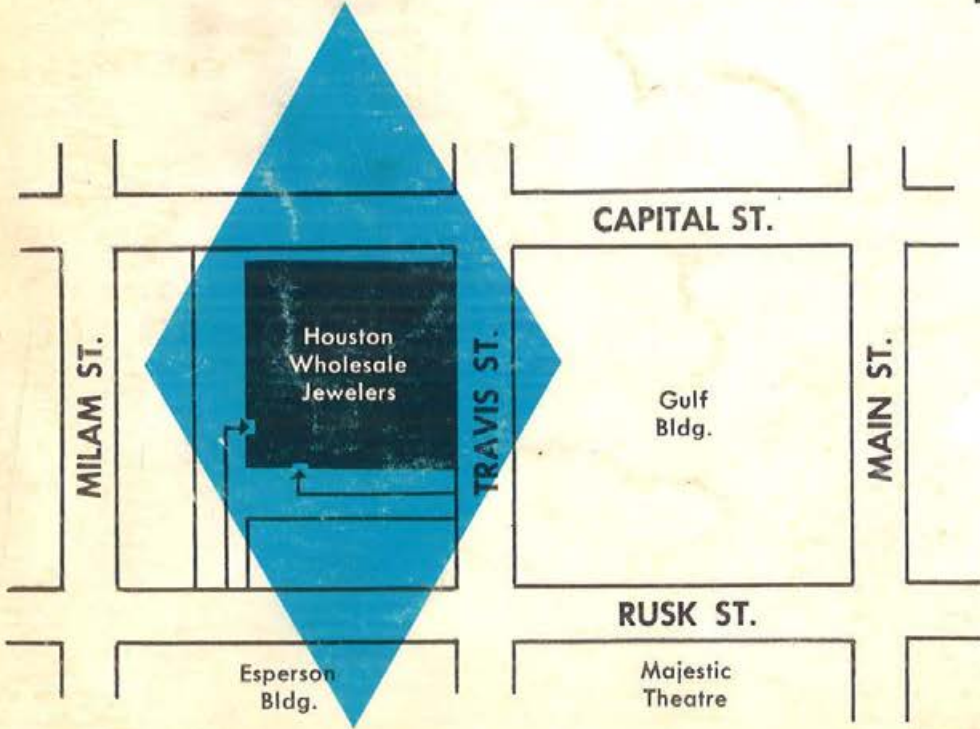 CAPITAL ST.
MILAM ST.
Houston
Wholesale
Jewelers
TRAVIS ST.
Gulf
Bldg.
MAIN ST.
RUSK ST.
Esperson
Bldg.
Majestic
Theatre